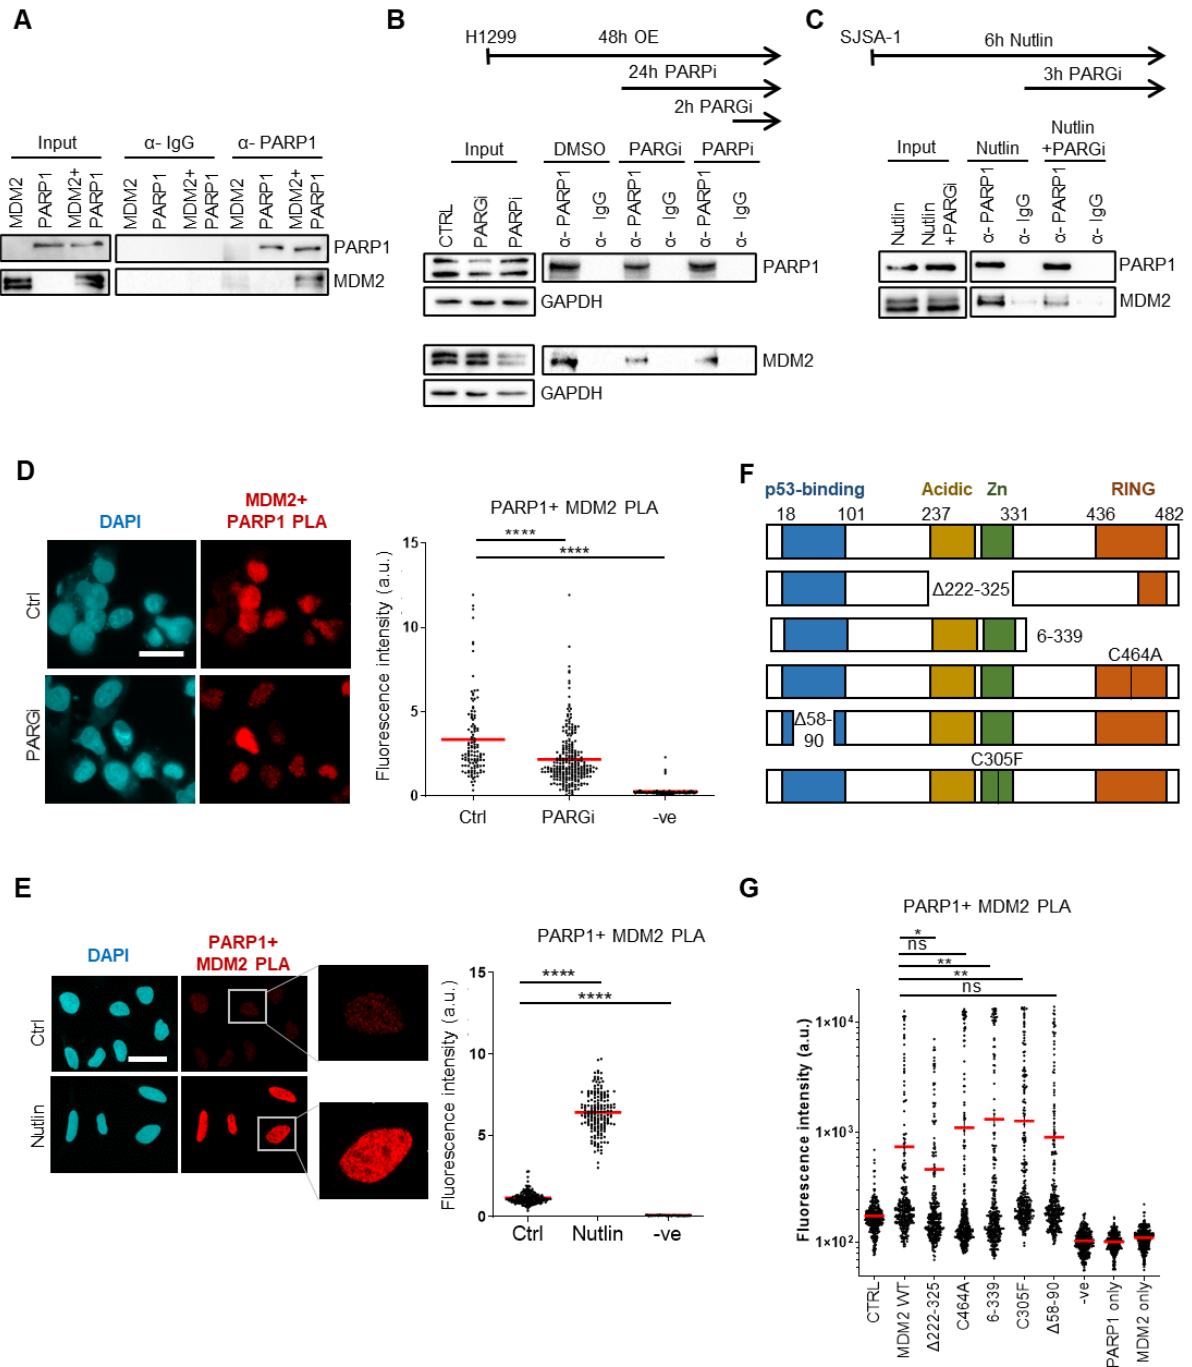 A
Input
α- IgG
α- PARP1
MDM2
PARP1
MDM2+
PARP1
MDM2
PARP1
MDM2+
PARP1
MDM2
PARP1
MDM2+
PARP1
PARP1
MDM2
B
H1299
48h OE
24h PARPi
2h PARGi
Input
DMSO
PARGi
PARPi
CTRL
PARGi
PARPi
α- PARP1
α- IgG
α- PARP1
α- IgG
α- PARP1
α- IgG
PARP1
GAPDH
MDM2
GAPDH
C
SJSA-1
6h Nutlin
3h PARGi
Input
Nutlin
Nutlin
+PARGi
Nutlin
Nutlin
+PARGi
α- PARP1
α- IgG
α- PARP1
α- IgG
PARP1
MDM2
D
DAPI
MDM2+
PARP1 PLA
Ctrl
PARGi
PARP1+ MDM2 PLA
****
****
Fluorescence intensity (a.u.)
15
10
5
0
Ctrl
PARGi
-ve
E
DAPI
PARP1+
MDM2 PLA
Ctrl
Nutlin
PARP1+ MDM2 PLA
****
****
Fluorescence intensity (a.u.)
15
10
5
0
Ctrl
Nutlin
-ve
F
p53-binding
Acidic
Zn
RING
18
101
237
331
436
482
Δ222-325
6-339
C464A
Δ58-
90
C305F
G
PARP1+ MDM2 PLA
*
ns
**
**
ns
Fluorescence intensity (a.u.)
1×10⁴
1×10³
1×10²
CTRL
MDM2 WT
Δ222-325
C464A
6-339
C305F
Δ58-90
-ve
PARP1 only
MDM2 only